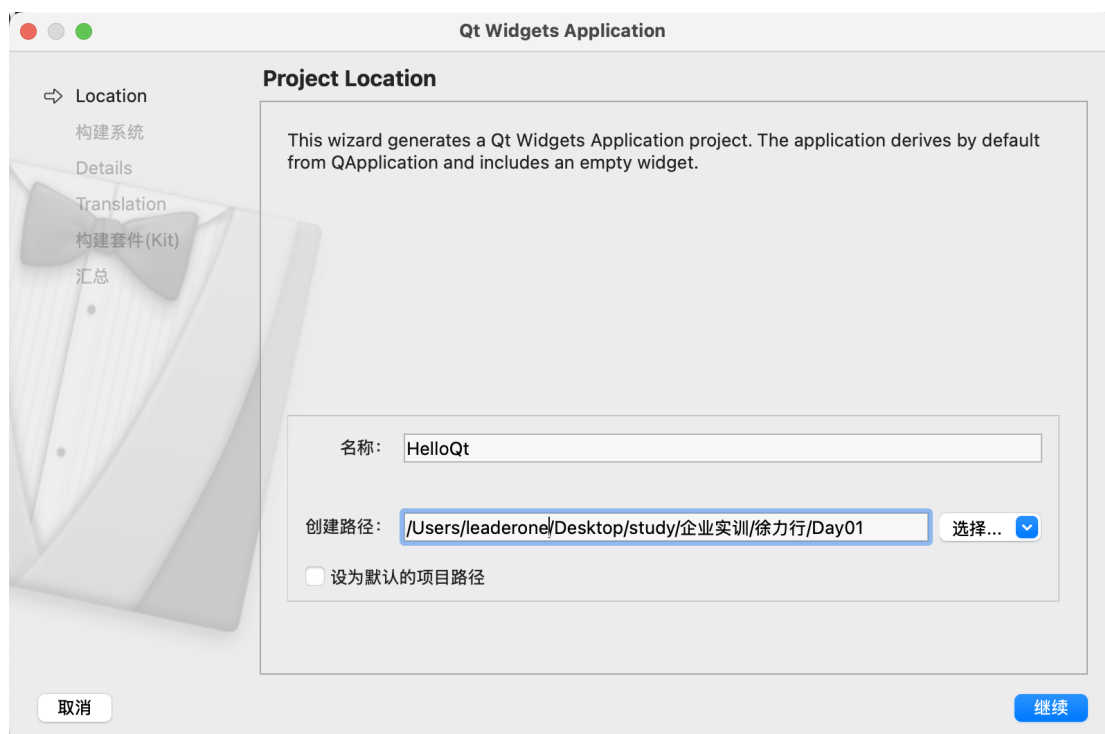 Qt Widgets Application
Location
构建系统
Details
Translation
构建套件(Kit)
汇总
Project Location
This wizard generates a Qt Widgets Application project. The application derives by default
from QApplication and includes an empty widget.
名称:
HelloQt
创建路径:
/Users/leaderone/Desktop/study/企业实训/徐力行/Day01
选择...
设为默认的项目路径
取消
继续